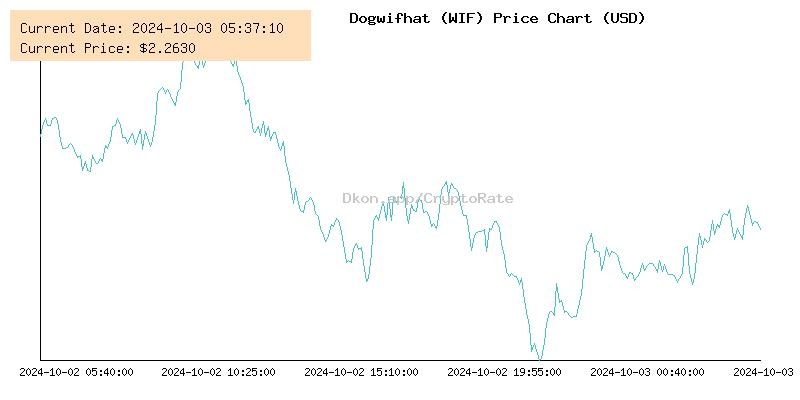 Dogwifhat (WIF) Price Chart (USD)
Current Date: 2024-10-03 05:37:10
Current Price: $2.2630
Dkon.app/CryptoRate
2024-10-02 05:40:00
2024-10-02 10:25:00
2024-10-02 15:10:00
2024-10-02 19:55:00
2024-10-03 00:40:00
2024-10-03